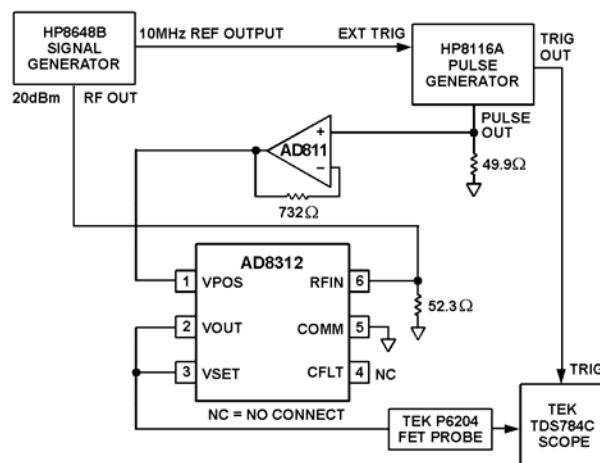 HP8648B
SIGNAL
GENERATOR
10MHz REF OUTPUT
EXT TRIG
HP8116A
PULSE
GENERATOR
TRIG
OUT
20dBm
RF OUT
PULSE
OUT
+
AD811
−
49.9Ω
732Ω
AD8312
1 VPOS
RFIN 6
2 VOUT
COMM 5
52.3Ω
3 VSET
CFLT 4 NC
TRIG
NC = NO CONNECT
TEK P6204
FET PROBE
TEK
TDS784C
SCOPE